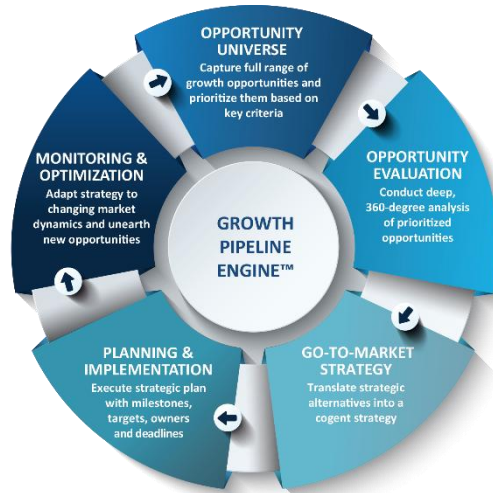 OPPORTUNITY
UNIVERSE
Capture full range of
growth opportunities and
prioritize them based on
key criteria
OPPORTUNITY
EVALUATION
Conduct deep,
360-degree analysis
of prioritized
opportunities
GO-TO-MARKET
STRATEGY
Translate strategic
alternatives into a
cogent strategy
PLANNING &
IMPLEMENTATION
Execute strategic plan
with milestones,
targets, owners
and deadlines
MONITORING &
OPTIMIZATION
Adapt strategy to
changing market
dynamics and unearth
new opportunities
GROWTH
PIPELINE
ENGINE™